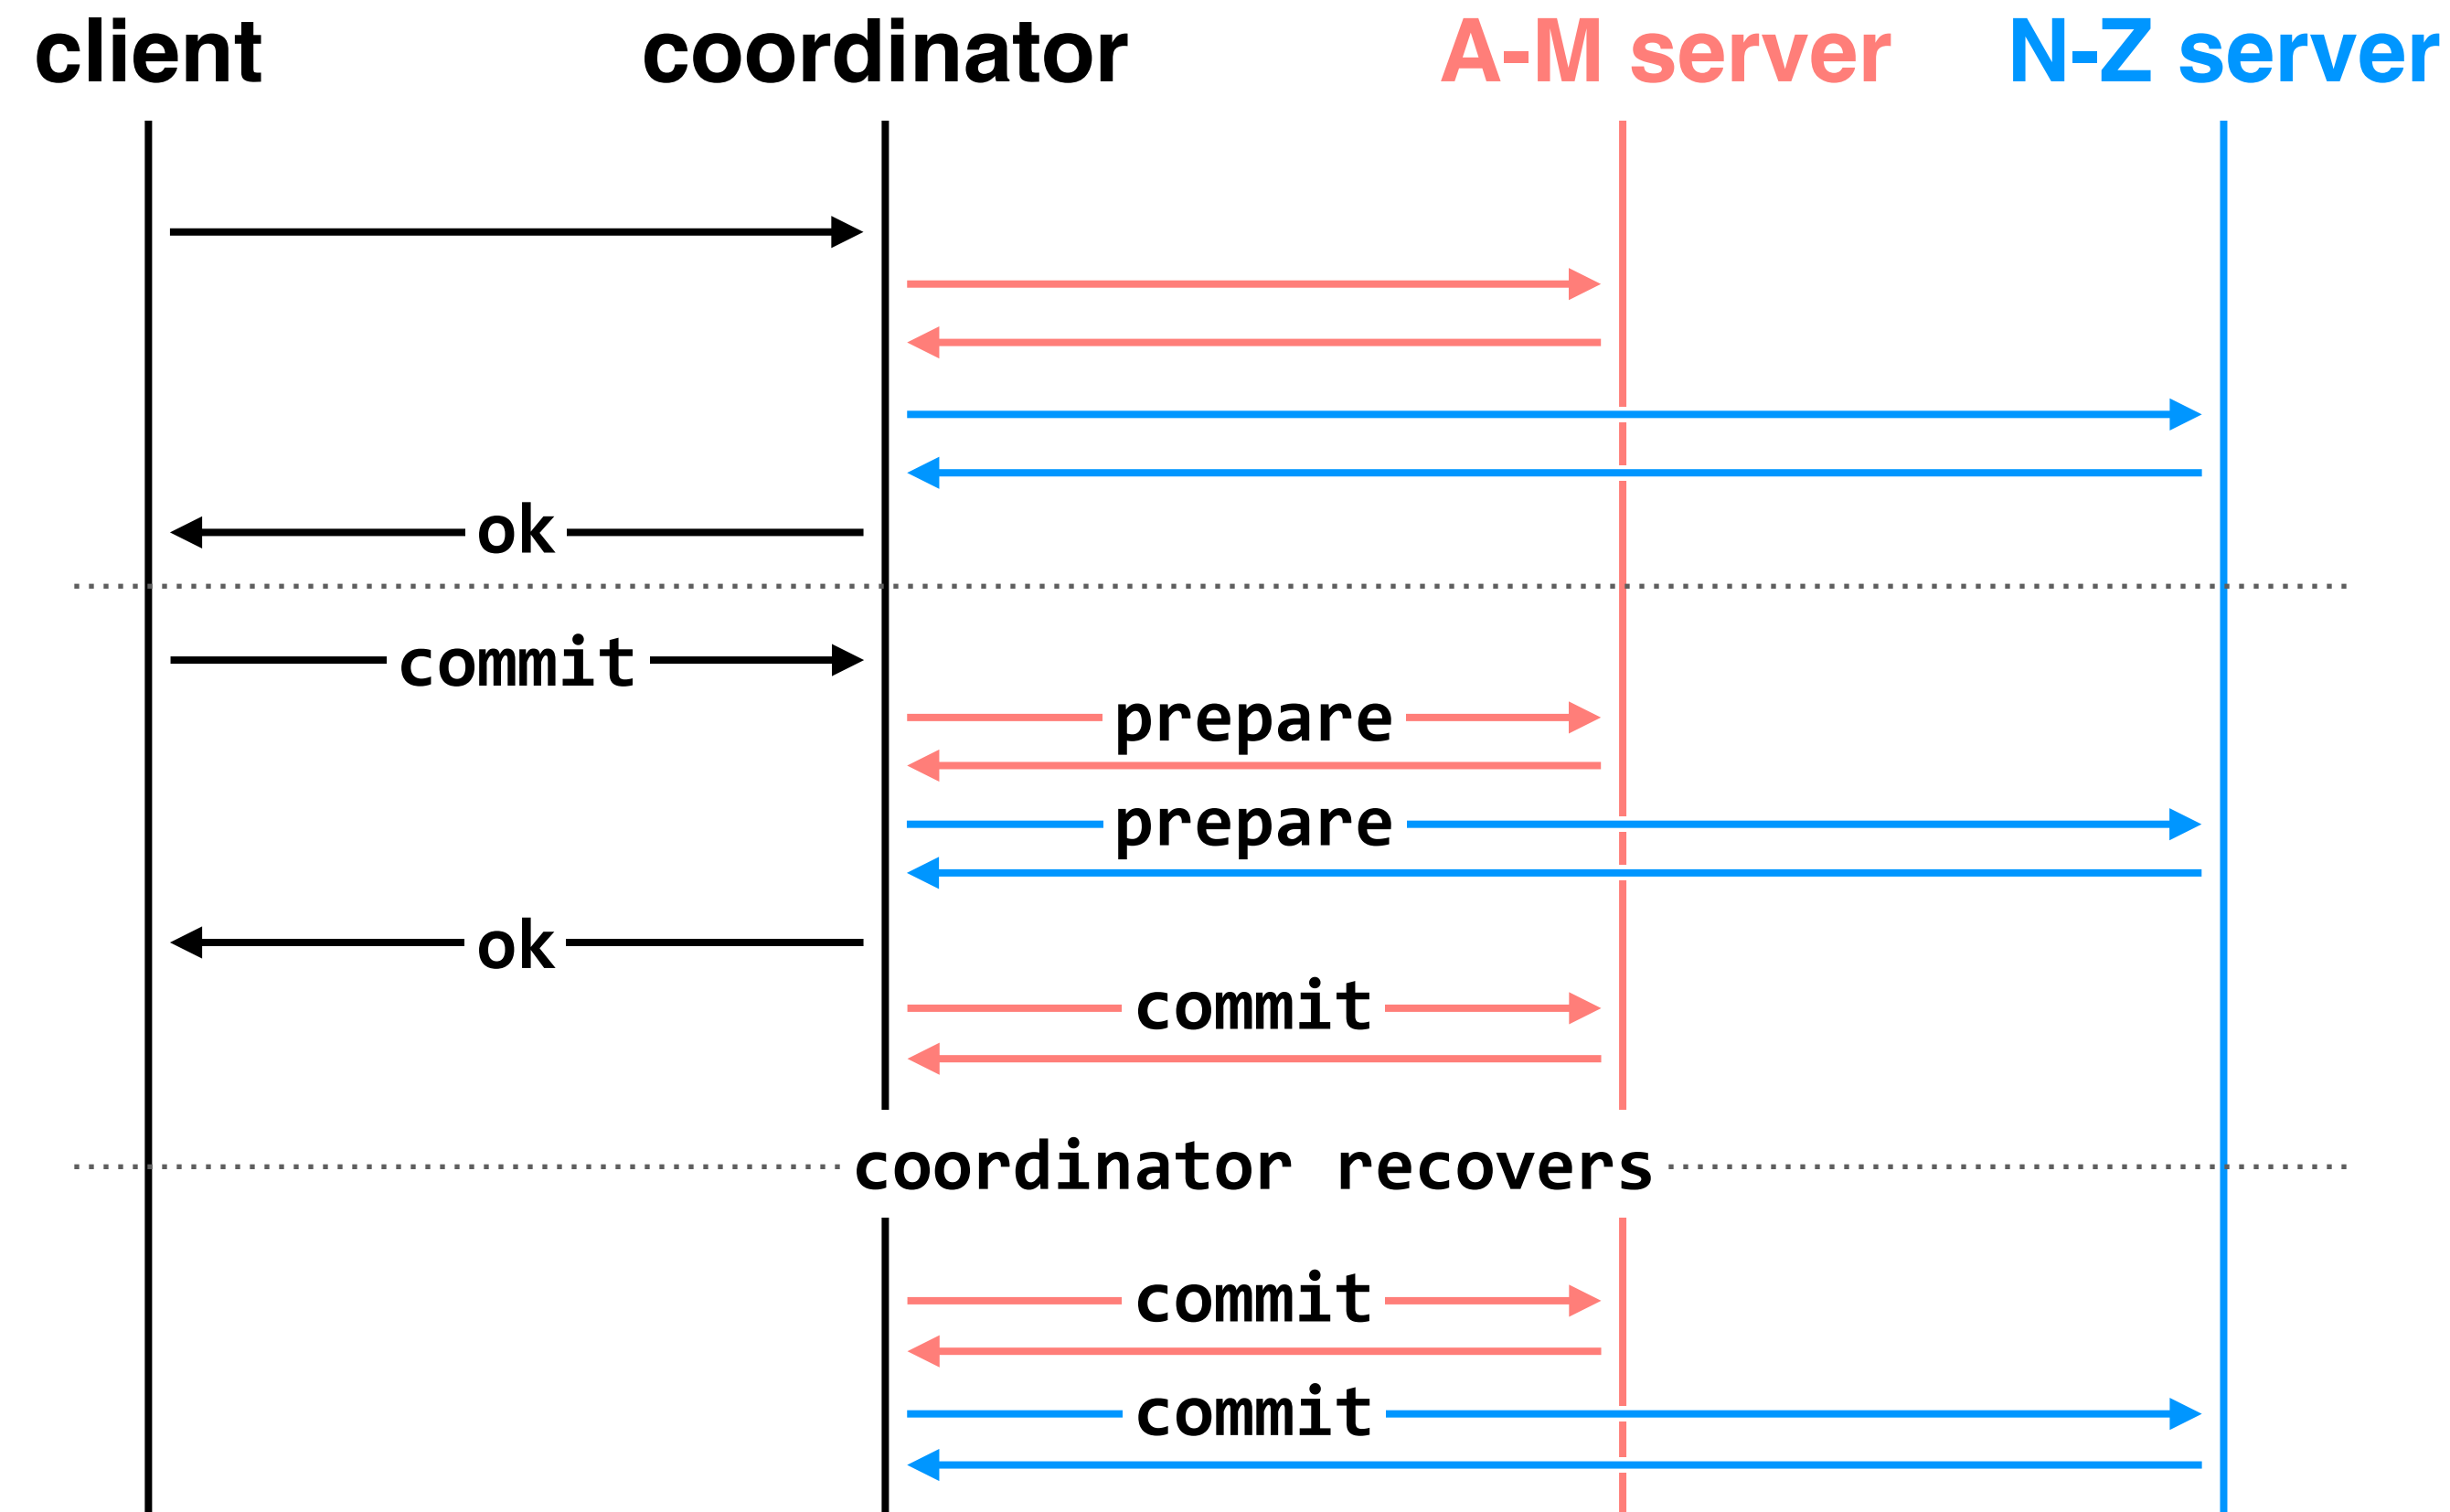 client coordinator A-M server N-Z server
ok
commit
prepare
prepare
ok
commit
coordinator recovers
commit
commit